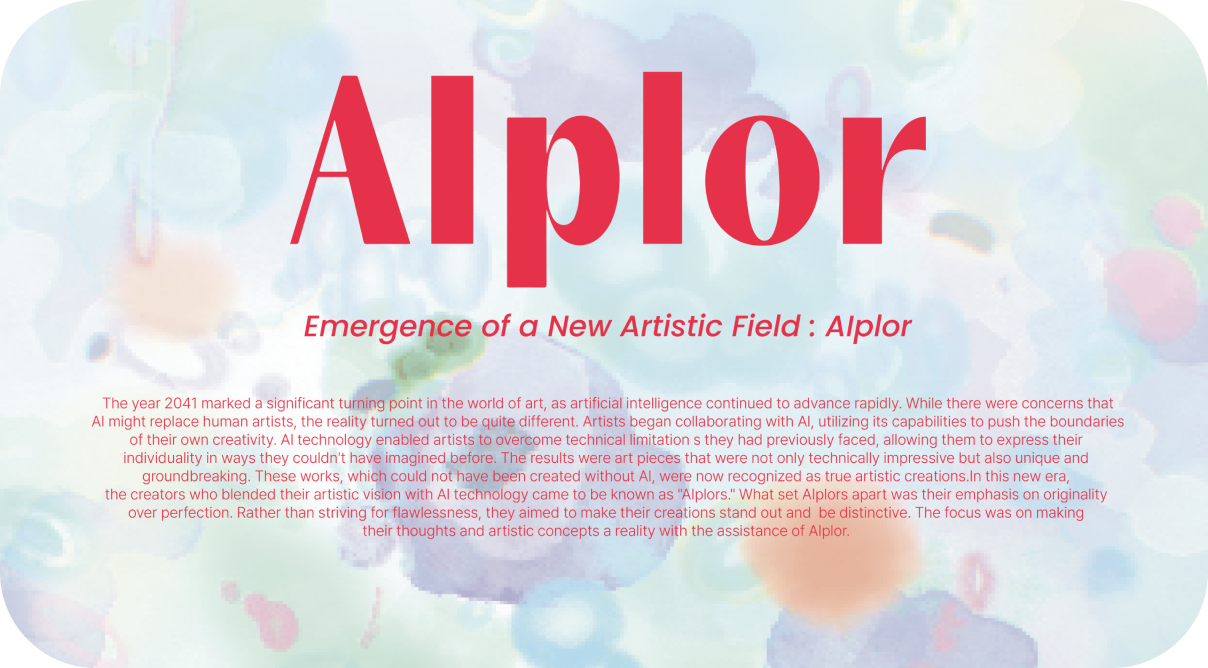 AIplor
Emergence of a New Artistic Field : AIplor
The year 2041 marked a significant turning point in the world of art, as artificial intelligence continued to advance rapidly. While there were concerns that
AI might replace human artists, the reality turned out to be quite different. Artists began collaborating with AI, utilizing its capabilities to push the boundaries
of their own creativity. AI technology enabled artists to overcome technical limitation s they had previously faced, allowing them to express their
individuality in ways they couldn't have imagined before. The results were art pieces that were not only technically impressive but also unique and
groundbreaking. These works, which could not have been created without AI, were now recognized as true artistic creations.In this new era,
the creators who blended their artistic vision with AI technology came to be known as "AIplors." What set AIplors apart was their emphasis on originality
over perfection. Rather than striving for flawlessness, they aimed to make their creations stand out and  be distinctive. The focus was on making
their thoughts and artistic concepts a reality with the assistance of AIplor.